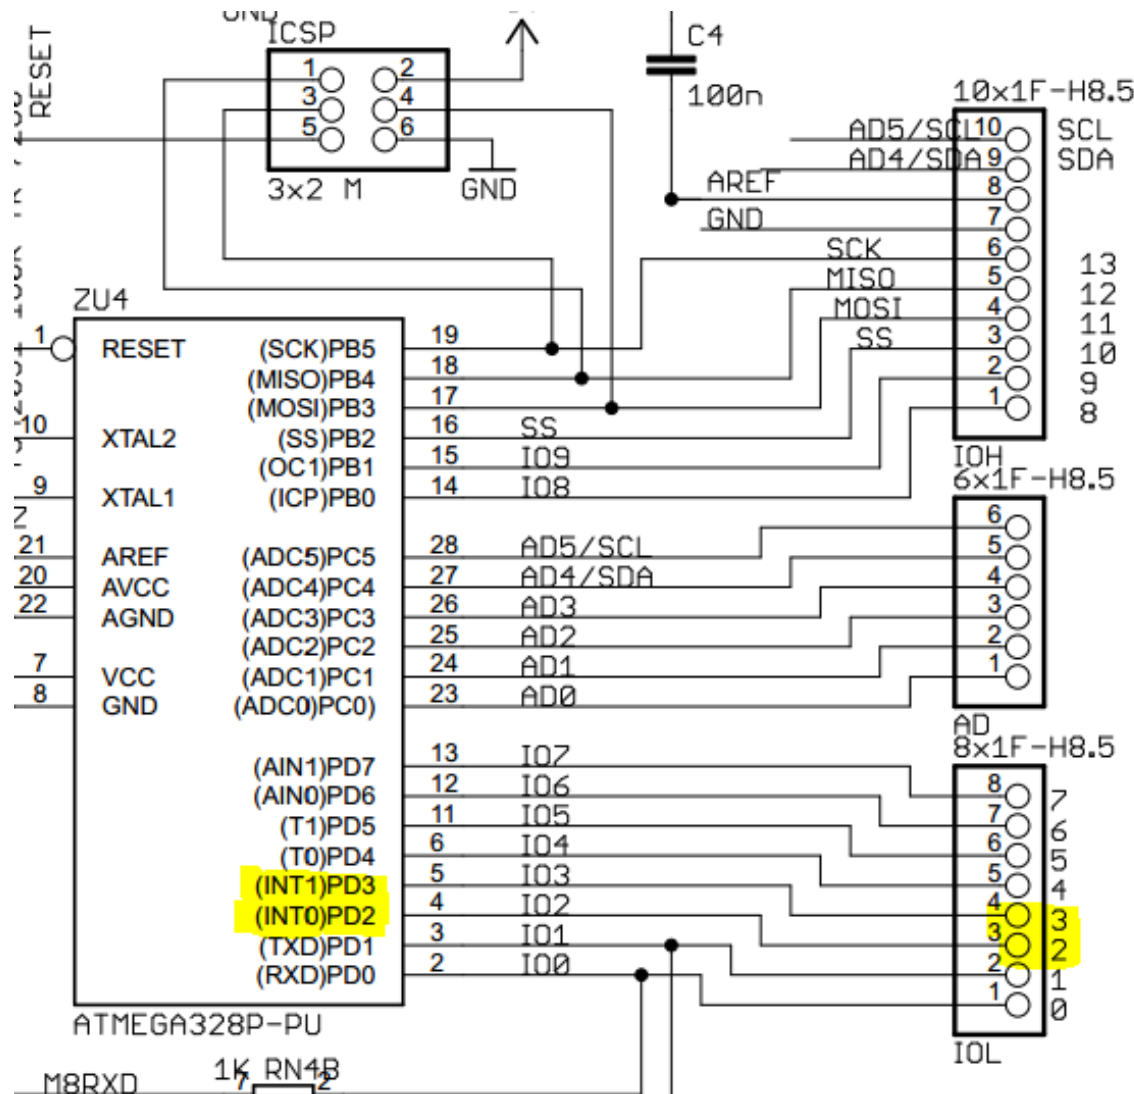 GND
ICSP
RESET
1 2
3 4
5 6
3x2 M
GND
C4
100n
10x1F-H8.5
AD5/SCL 10 SCL
AD4/SDA 9 SDA
AREF 8
GND 7
SCK 6 13
MISO 5 12
MOSI 4 11
SS 3 10
2 9
1 8
IOH
ZU4
1 RESET (SCK)PB5 19
(MISO)PB4 18
(MOSI)PB3 17
10 XTAL2 (SS)PB2 16 SS
(OC1)PB1 15 IO9
9 XTAL1 (ICP)PB0 14 IO8
21 AREF (ADC5)PC5 28 AD5/SCL
20 AVCC (ADC4)PC4 27 AD4/SDA
22 AGND (ADC3)PC3 26 AD3
(ADC2)PC2 25 AD2
7 VCC (ADC1)PC1 24 AD1
8 GND (ADC0)PC0) 23 AD0
6x1F-H8.5
6
5
4
3
2
1
AD
(AIN1)PD7 13 IO7
(AIN0)PD6 12 IO6
(T1)PD5 11 IO5
(T0)PD4 6 IO4
(INT1)PD3 5 IO3
(INT0)PD2 4 IO2
(TXD)PD1 3 IO1
(RXD)PD0 2 IO0
ATMEGA328P-PU
8x1F-H8.5
8 7
7 6
6 5
5 4
4 3
3 2
2 1
1 0
IOL
M8RXD 7 1K RN4B 2